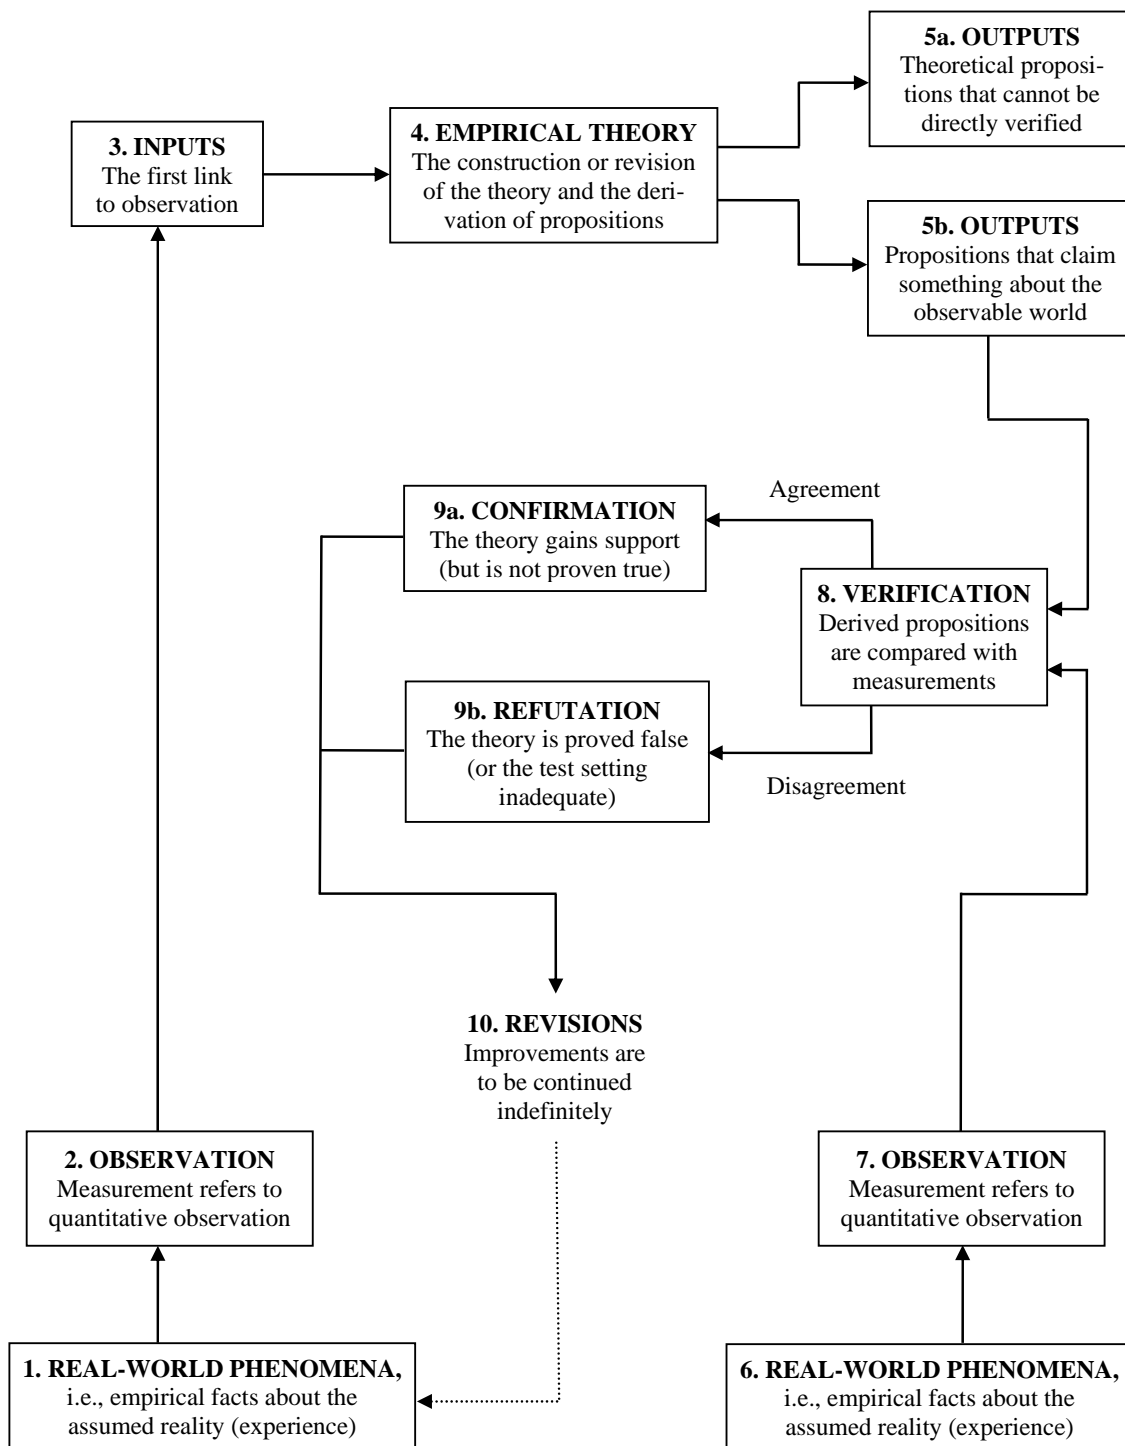 5a. OUTPUTS
Theoretical proposi-
tions that cannot be
directly verified
3. INPUTS
The first link
to observation
4. EMPIRICAL THEORY
The construction or revision
of the theory and the deri-
vation of propositions
5b. OUTPUTS
Propositions that claim
something about the
observable world
Agreement
9a. CONFIRMATION
The theory gains support
(but is not proven true)
8. VERIFICATION
Derived propositions
are compared with
measurements
9b. REFUTATION
The theory is proved false
(or the test setting
inadequate)
Disagreement
10. REVISIONS
Improvements are
to be continued
indefinitely
2. OBSERVATION
Measurement refers to
quantitative observation
7. OBSERVATION
Measurement refers to
quantitative observation
1. REAL-WORLD PHENOMENA,
i.e., empirical facts about the
assumed reality (experience)
6. REAL-WORLD PHENOMENA,
i.e., empirical facts about the
assumed reality (experience)